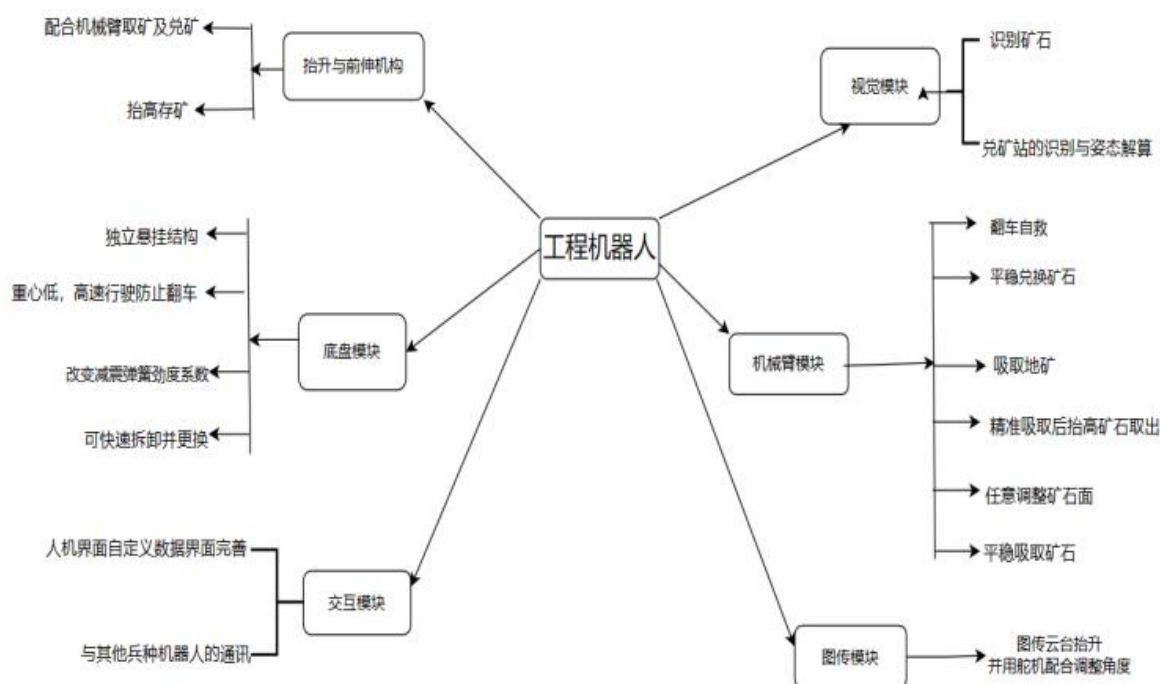 配合机械臂取矿及兑矿
抬升与前伸机构
抬高存矿
识别矿石
视觉模块
兑矿站的识别与姿态解算
工程机器人
独立悬挂结构
重心低，高速行驶防止翻车
底盘模块
改变减震弹簧劲度系数
可快速拆卸并更换
翻车自救
平稳兑换矿石
机械臂模块
吸取地矿
精准吸取后抬高矿石取出
任意调整矿石面
平稳吸取矿石
人机界面自定义数据界面完善
交互模块
与其他兵种机器人的通讯
图传模块
图传云台抬升
并用舵机配合调整角度